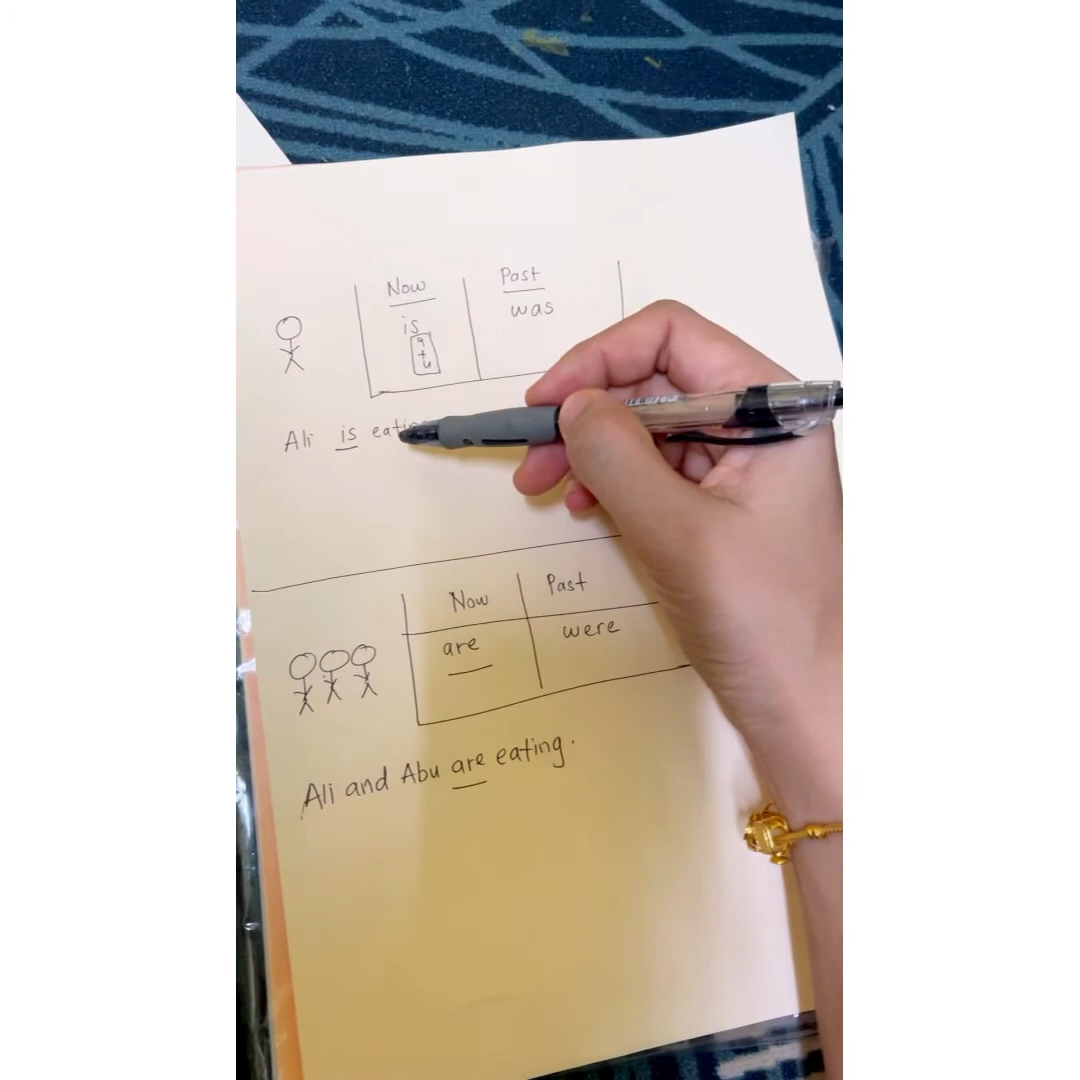 Now Past
is was
Ali is
Now Past
are were
Ali and Abu are eating.